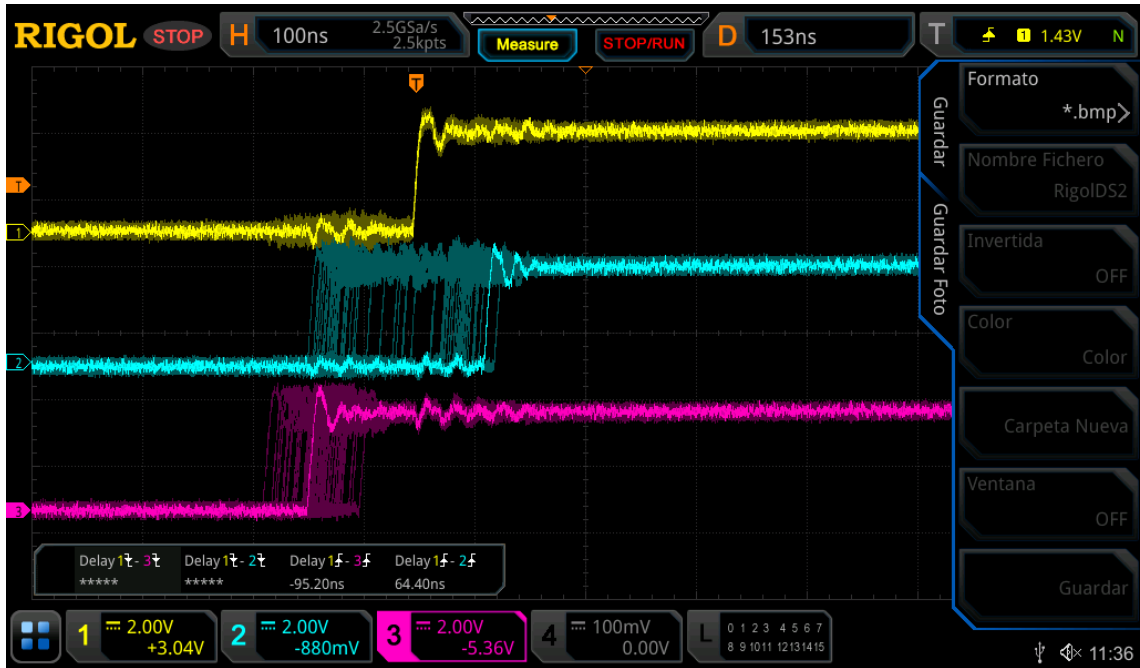 RIGOL STOP H 100ns 2.5GSa/s 2.5kpts Measure STOP/RUN D 153ns T 1 1.43V N
T
Guardar
Guardar Foto
Formato
*.bmp
Nombre Fichero
RigolDS2
Invertida
OFF
Color
Color
Carpeta Nueva
Ventana
OFF
Guardar
T
1
2
3
Delay 1-3 Delay 1-2 Delay 1-3 Delay 1-2
***** ***** -95.20ns 64.40ns
1 2.00V +3.04V
2 2.00V -880mV
3 2.00V -5.36V
4 100mV 0.00V
L 0 1 2 3 4 5 6 7
8 9 10 11 12 13 14 15
11:36